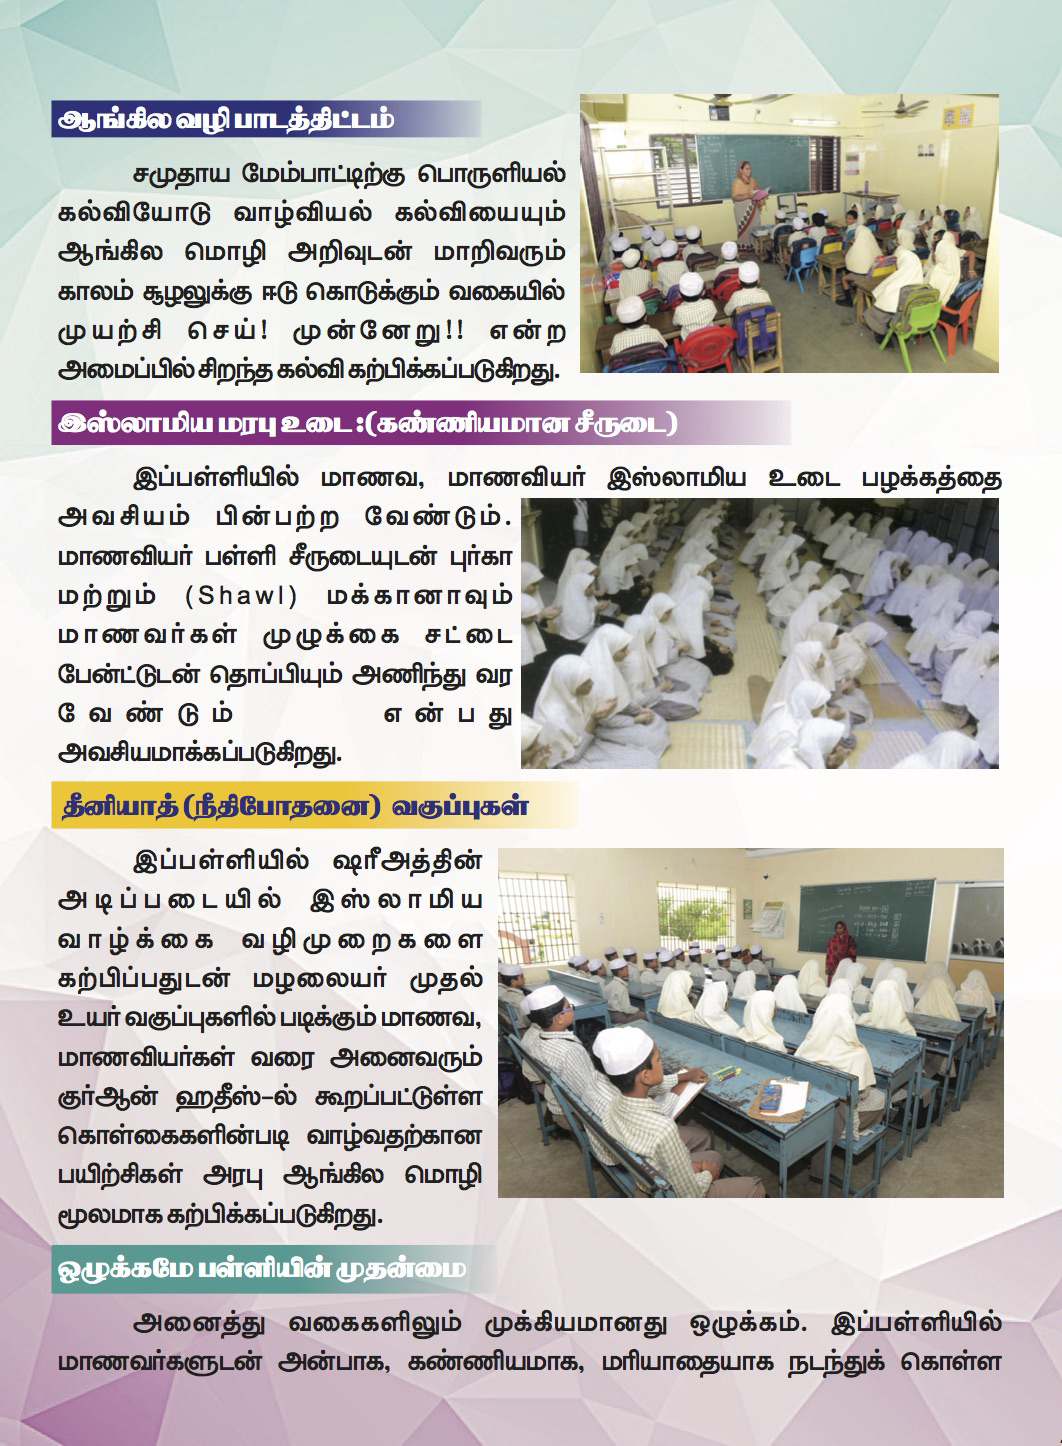 ஆங்கில வழி பாடத்திட்டம்
சமுதாய மேம்பாட்டிற்கு பொருளியல்
கல்வியோடு வாழ்வியல் கல்வியையும்
ஆங்கில மொழி அறிவுடன் மாறிவரும்
காலம் சூழலுக்கு ஈடு கொடுக்கும் வகையில்
முயற்சி செய்! முன்னேறு!! என்ற
அமைப்பில் சிறந்த கல்வி கற்பிக்கப்படுகிறது.
இஸ்லாமிய மரபு உடை :(கண்ணியமான சீருடை)
இப்பள்ளியில் மாணவ, மாணவியர் இஸ்லாமிய உடை பழக்கத்தை
அவசியம் பின்பற்ற வேண்டும்.
மாணவியர் பள்ளி சீருடையுடன் புர்கா
மற்றும் (Shawl) மக்கானாவும்
மாணவர்கள் முழுக்கை சட்டை
பேன்ட்டுடன் தொப்பியும் அணிந்து வர
வேண்டும் என்பது
அவசியமாக்கப்படுகிறது.
தீனியாத் (நீதிபோதனை) வகுப்புகள்
இப்பள்ளியில் ஷரீஅத்தின்
அடிப்படையில் இஸ்லாமிய
வாழ்க்கை வழிமுறைகளை
கற்பிப்பதுடன் மழலையர் முதல்
உயர் வகுப்புகளில் படிக்கும் மாணவ,
மாணவியர்கள் வரை அனைவரும்
குர்ஆன் ஹதீஸ்-ல் கூறப்பட்டுள்ள
கொள்கைகளின்படி வாழ்வதற்கான
பயிற்சிகள் அரபு ஆங்கில மொழி
மூலமாக கற்பிக்கப்படுகிறது.
ஒழுக்கமே பள்ளியின் முதன்மை
அனைத்து வகைகளிலும் முக்கியமானது ஒழுக்கம். இப்பள்ளியில்
மாணவர்களுடன் அன்பாக, கண்ணியமாக, மரியாதையாக நடந்துக் கொள்ள